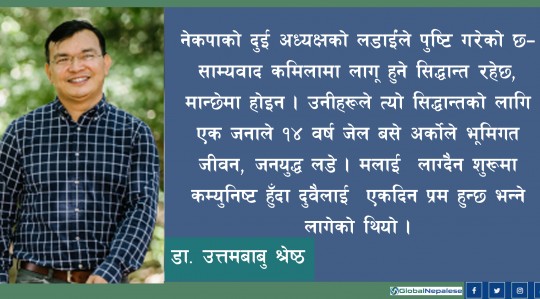 नेकपाको दुई अध्यक्षको लडाईंले पुष्टि गरेको छ–
साम्यवाद कमिलामा लागू हुने सिद्धान्त रहेछ,
मान्छेमा होइन । उनीहरूले त्यो सिद्धान्तको लागि
एक जनाले १४ वर्ष जेल बसे अर्कोले भूमिगत
जीवन, जनयुद्ध लडे । मलाई लाग्दैन शुरूमा
कम्युनिष्ट हुँदा दुवैलाई एकदिन प्रम हुन्छु भन्ने
लागेको थियो ।
डा. उत्तमबाबु श्रेष्ठ
GlobalNepalese